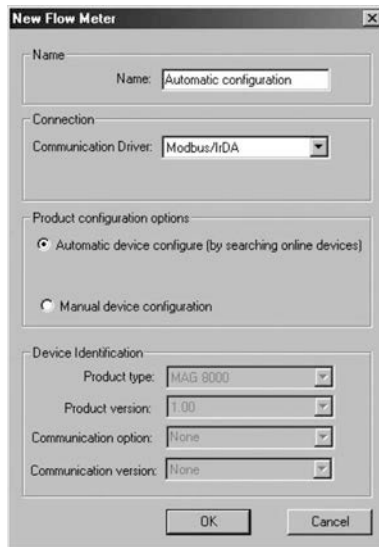 New Flow Meter
Name
Name: Automatic configuration
Connection
Communication Driver: Modbus/IrDA
Product configuration options
Automatic device configure (by searching online devices)
Manual device configuration
Device Identification
Product type: MAG 8000
Product version: 1.00
Communication option: None
Communication version: None
OK Cancel